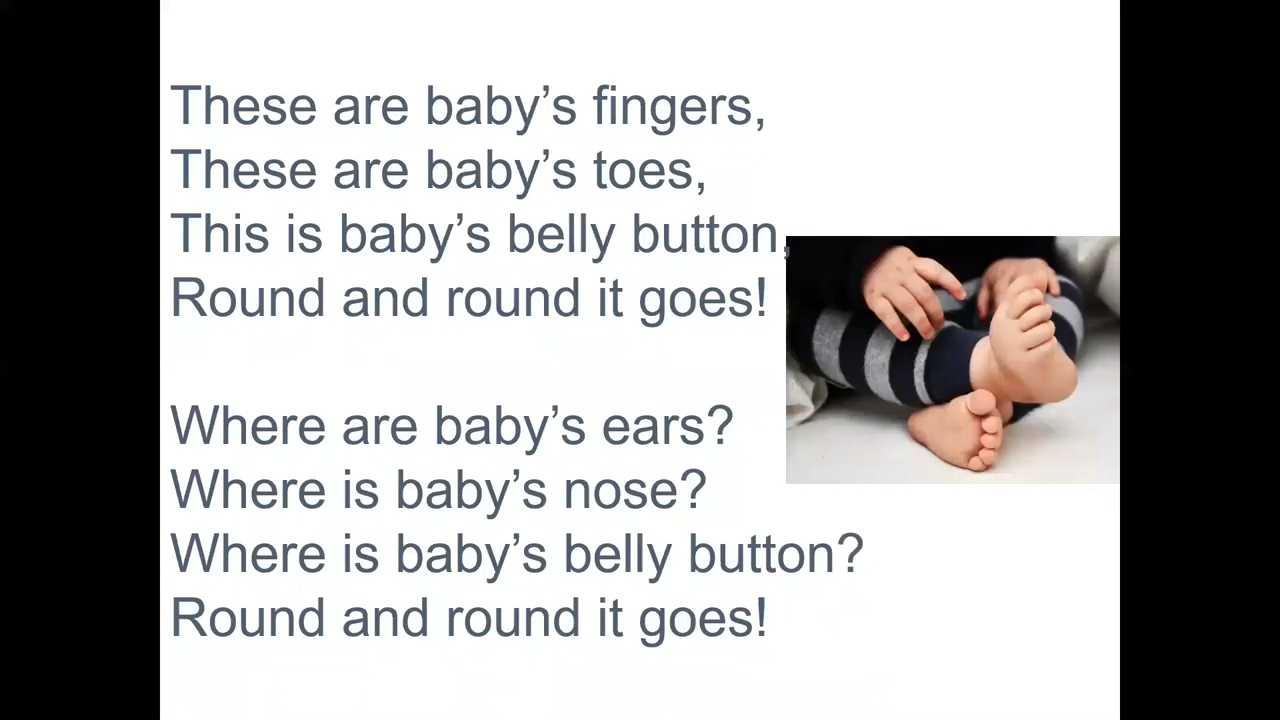 These are baby’s fingers,
These are baby’s toes,
This is baby’s belly button,
Round and round it goes!
Where are baby’s ears?
Where is baby’s nose?
Where is baby’s belly button?
Round and round it goes!